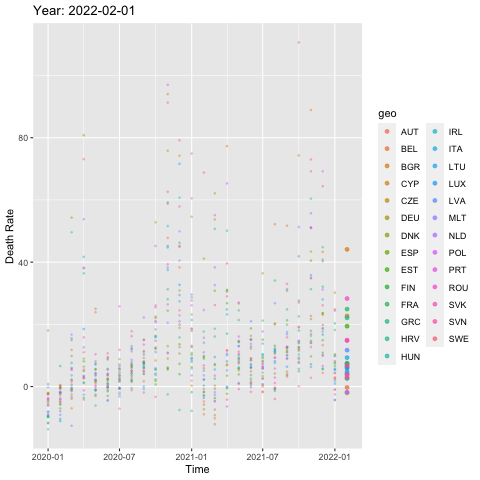 Year: 2022-02-01
80
40
0
Death Rate
2020-01
2020-07
2021-01
2021-07
2022-01
Time
geo
AUT
BEL
BGR
CYP
CZE
DEU
DNK
ESP
EST
FIN
FRA
GRC
HRV
HUN
IRL
ITA
LTU
LUX
LVA
MLT
NLD
POL
PRT
ROU
SVK
SVN
SWE